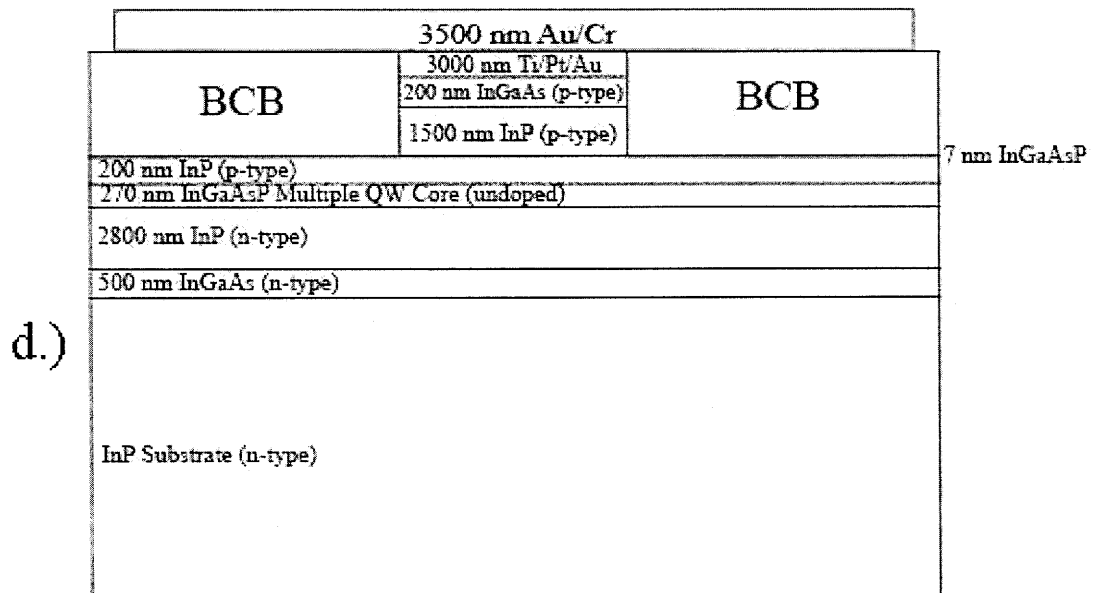 3500 nm Au/Cr
3000 nm Ti/Pt/Au
BCB
200 nm InGaAs (p-type)
BCB
1500 nm InP (p-type)
7 nm InGaAsP
200 nm InP (p-type)
270 nm InGaAsP Multiple QW Core (undoped)
2800 nm InP (n-type)
500 nm InGaAs (n-type)
d.)
InP Substrate (n-type)